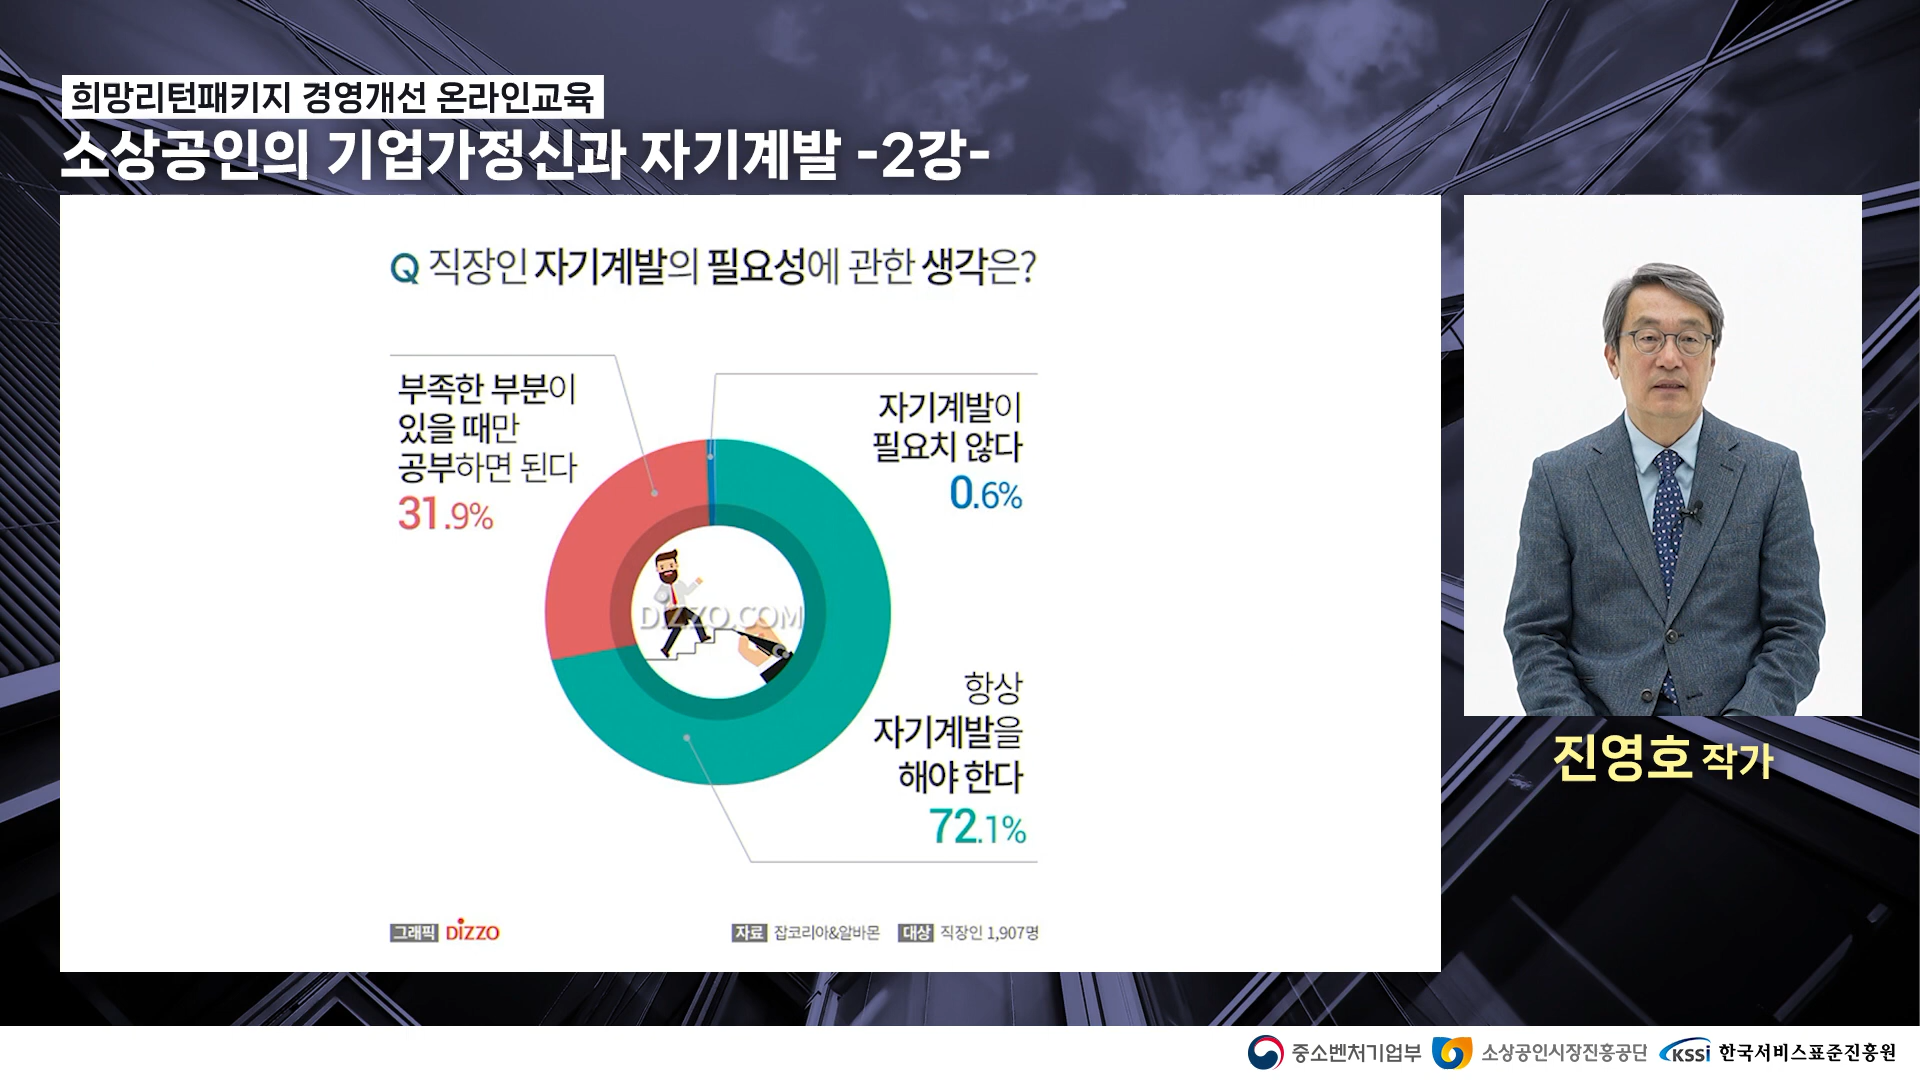 희망리턴패키지 경영개선 온라인교육
소상공인의 기업가정신과 자기계발 -2강-
Q 직장인 자기계발의 필요성에 관한 생각은?
부족한 부분이
있을 때만
공부하면 된다
31.9%
자기계발이
필요치 않다
0.6%
DIZZO.COM
항상
자기계발을
해야 한다
72.1%
그래픽 DIZZO
자료 잡코리아&알바몬 대상 직장인 1,907명
진영호 작가
중소벤처기업부 소상공인시장진흥공단 KSSi 한국서비스표준진흥원